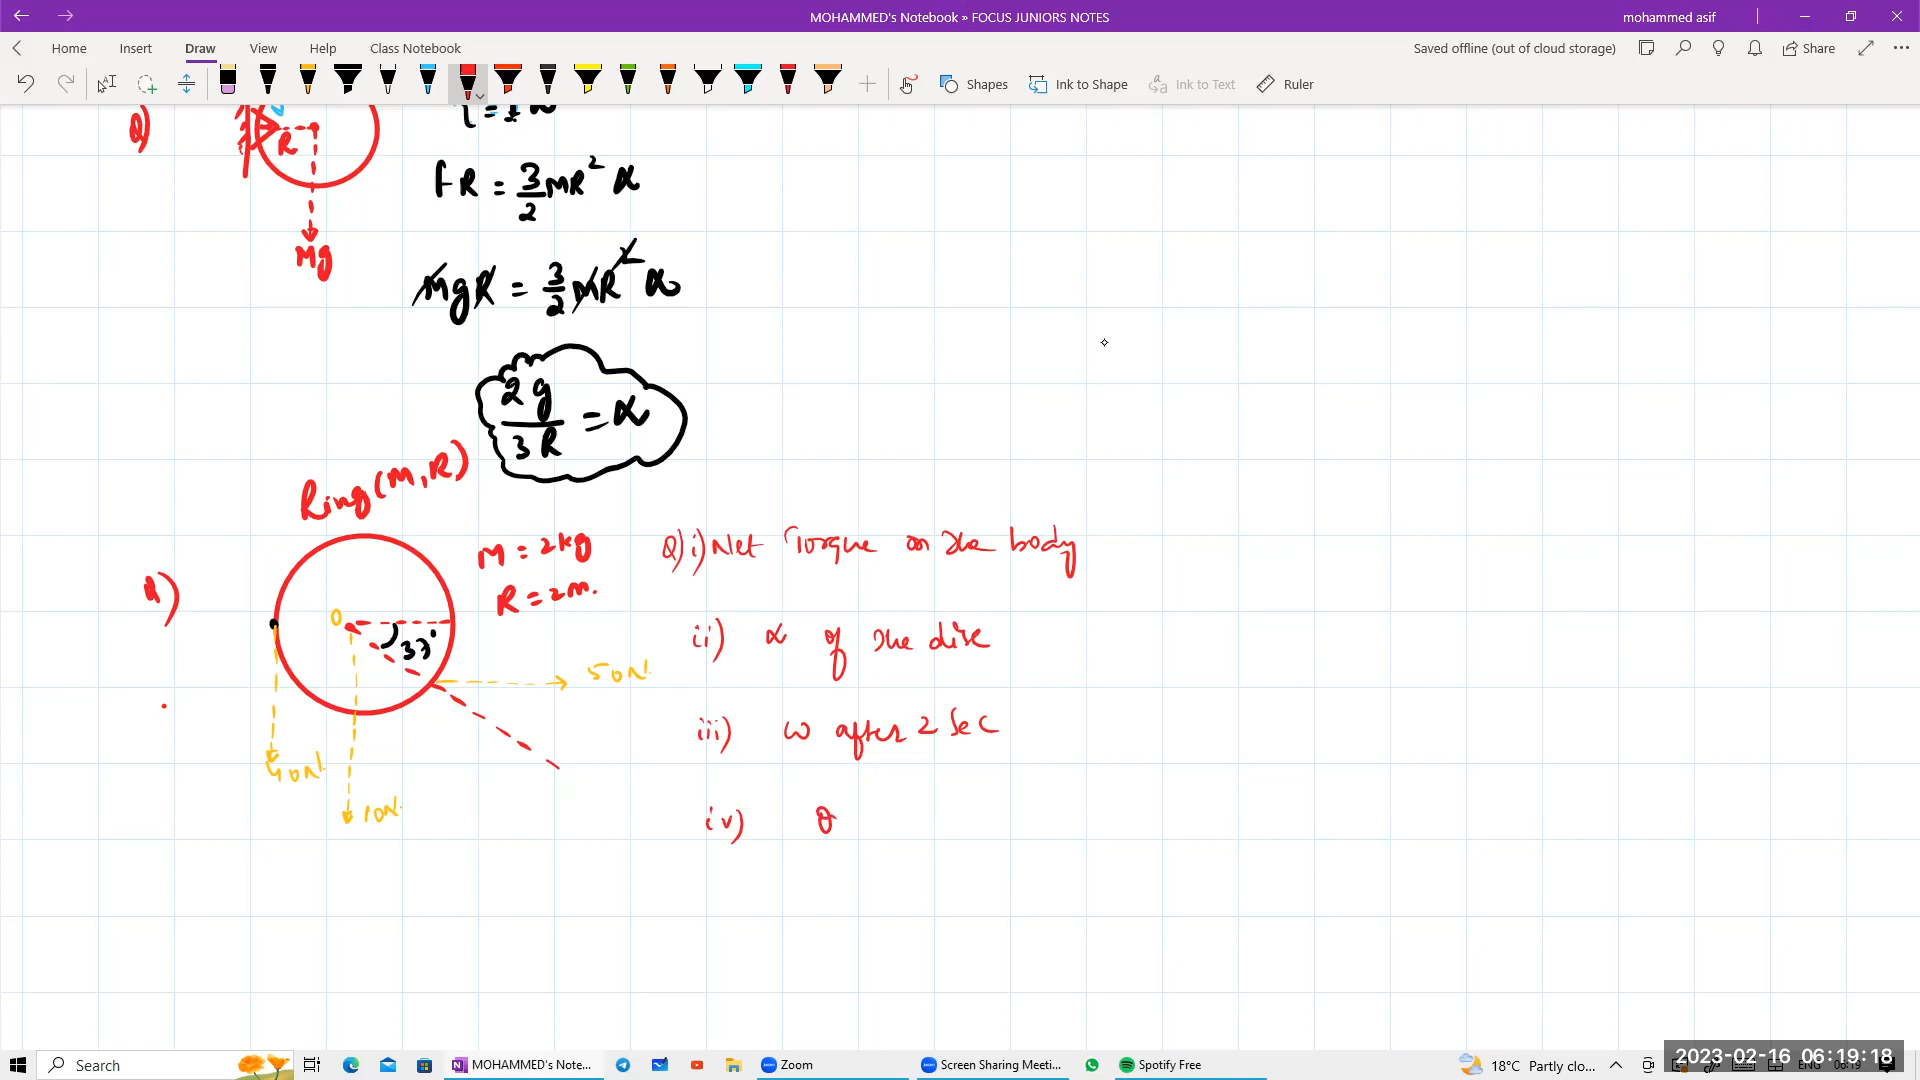 MOHAMMED's Notebook » FOCUS JUNIORS NOTES
mohammed asif
Home Insert Draw View Help Class Notebook
Saved offline (out of cloud storage)
Share
Shapes Ink to Shape Ink to Text Ruler
Q)
R
Mg
fR = 3/2 MR² α
MgR = 3/2 MR² α
2g/3R = α
Ring(M,R)
M = 2kg
R = 2m.
Q)
O
37°
50N
40N
10N
Q) i) Net Torque on the body
ii) α of the disc
iii) ω after 2 sec
iv) θ
Search
MOHAMMED's Note...
Zoom
Screen Sharing Meeti...
Spotify Free
18°C Partly clo...
2023-02-16 06:19:18